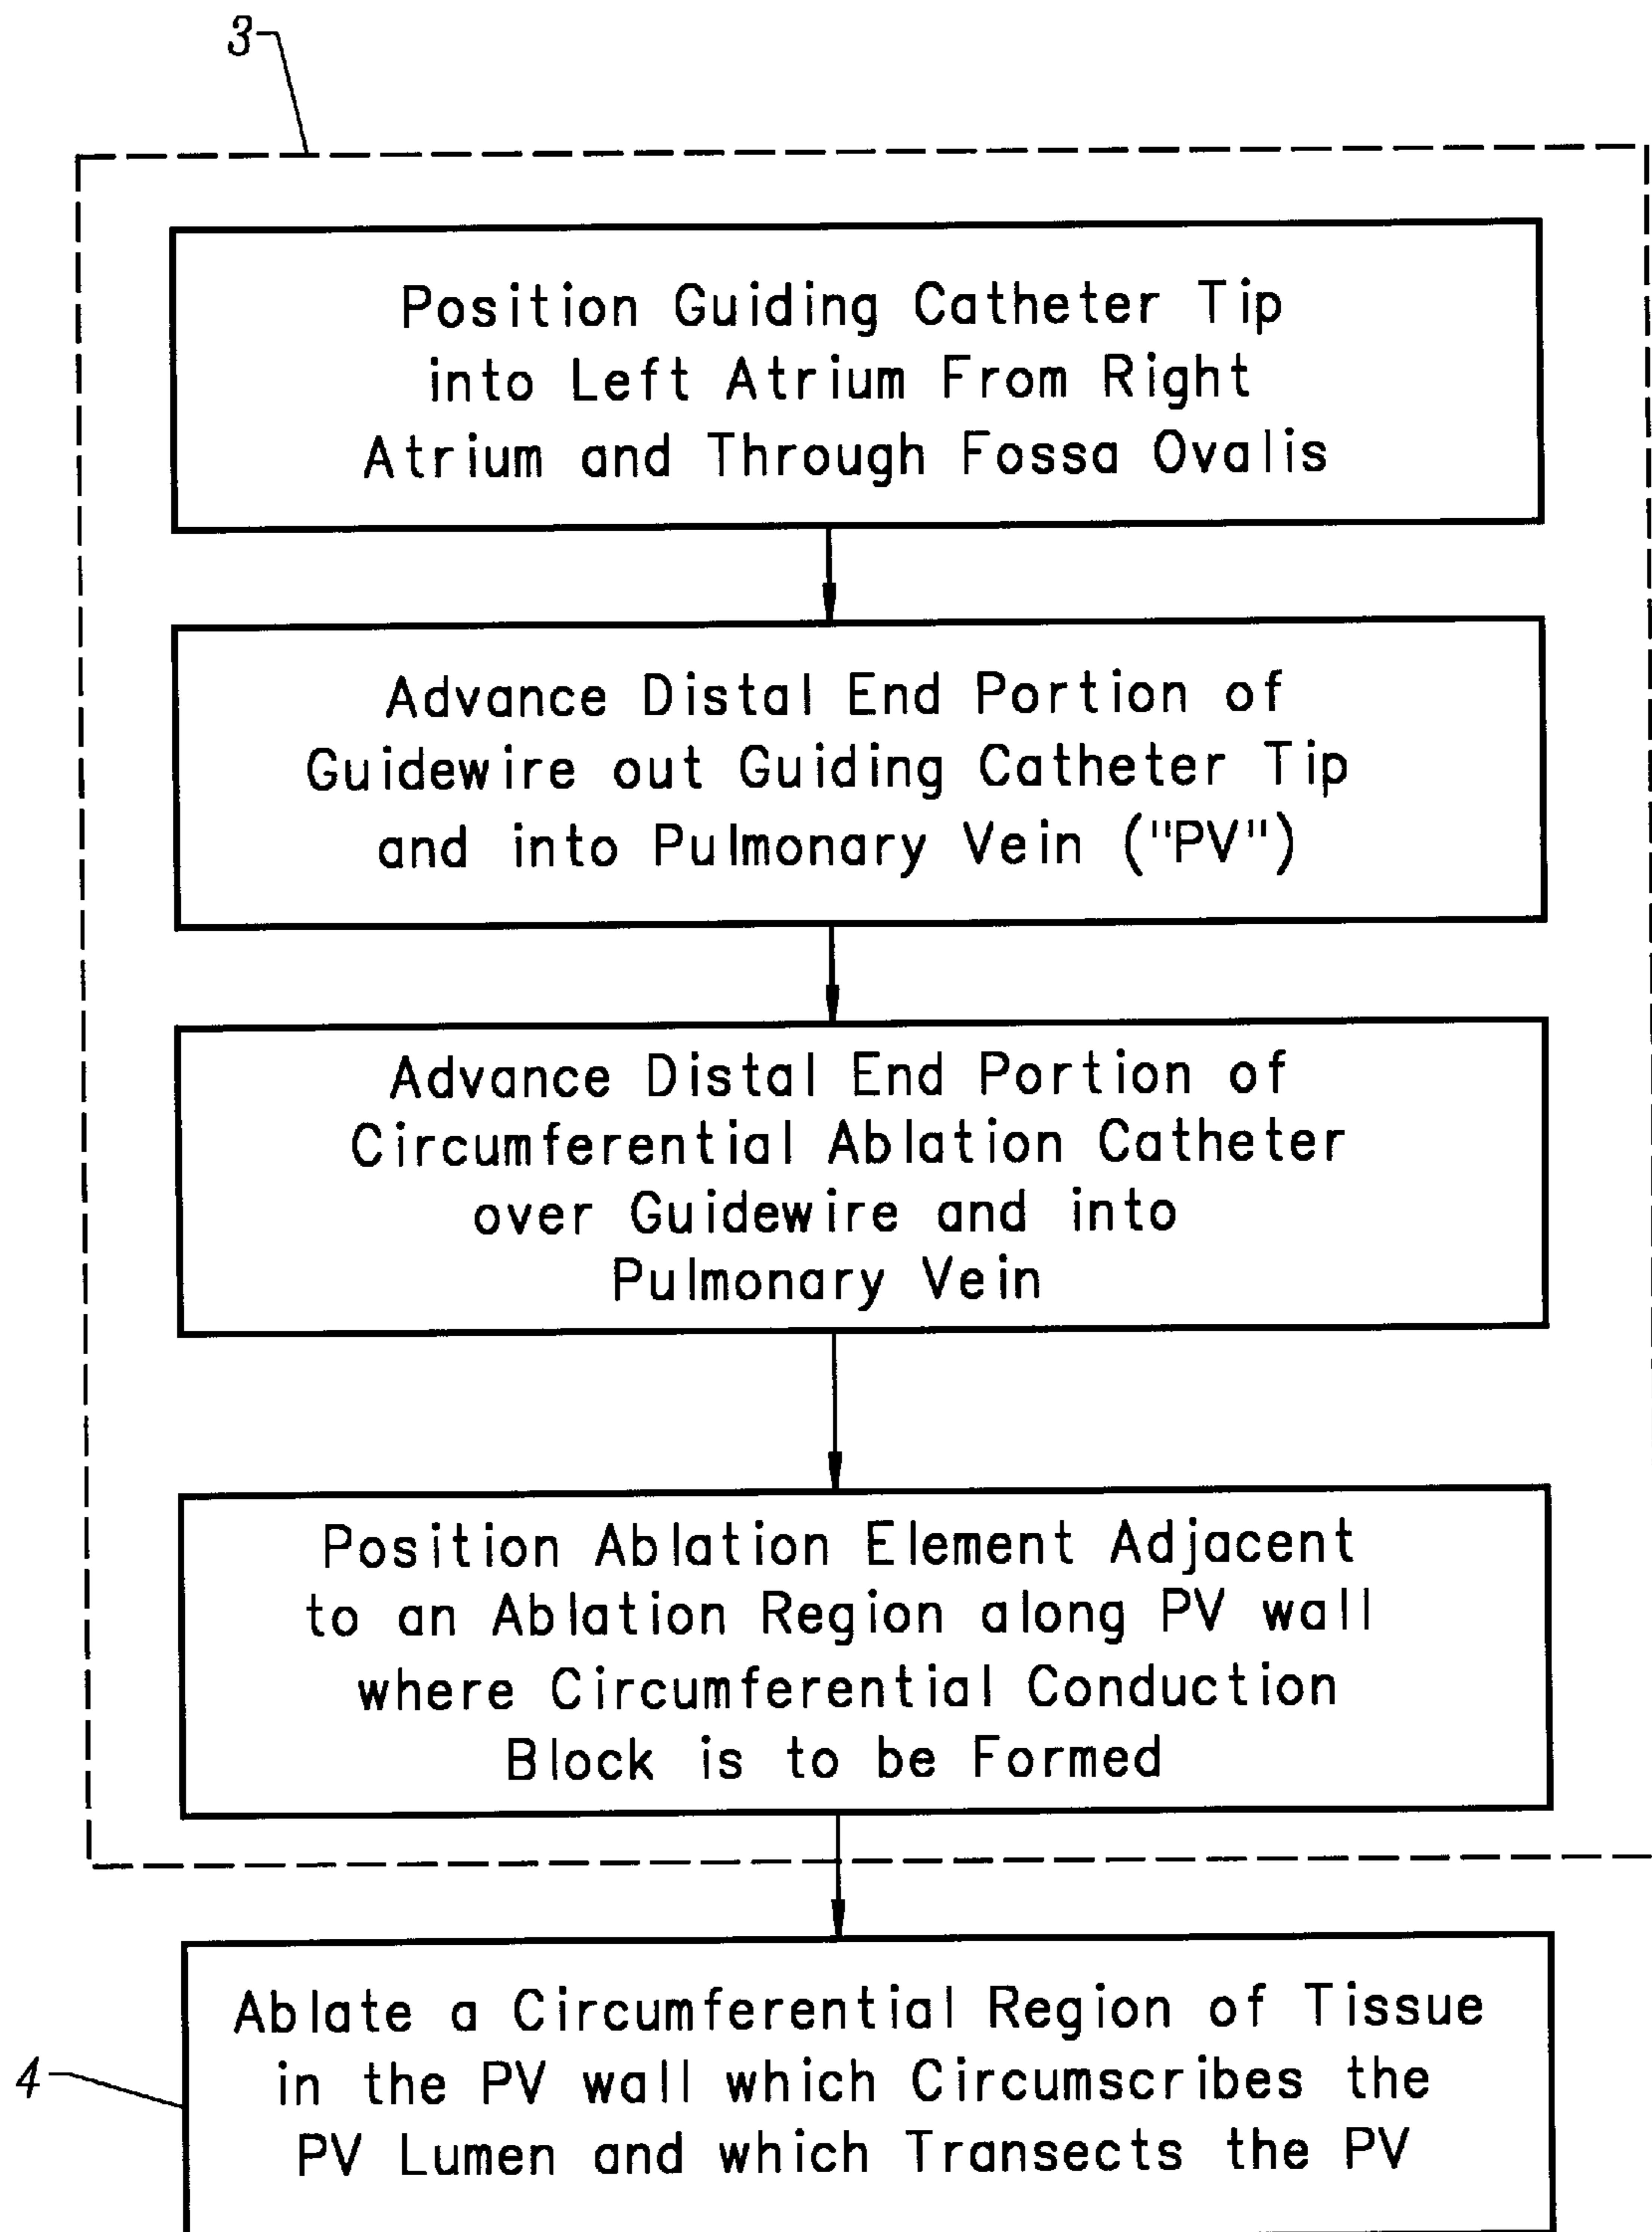 3
Position Guiding Catheter Tip
into Left Atrium From Right
Atrium and Through Fossa Ovalis
Advance Distal End Portion of
Guidewire out Guiding Catheter Tip
and into Pulmonary Vein ("PV")
Advance Distal End Portion of
Circumferential Ablation Catheter
over Guidewire and into
Pulmonary Vein
Position Ablation Element Adjacent
to an Ablation Region along PV wall
where Circumferential Conduction
Block is to be Formed
4
Ablate a Circumferential Region of Tissue
in the PV wall which Circumscribes the
PV Lumen and which Transects the PV